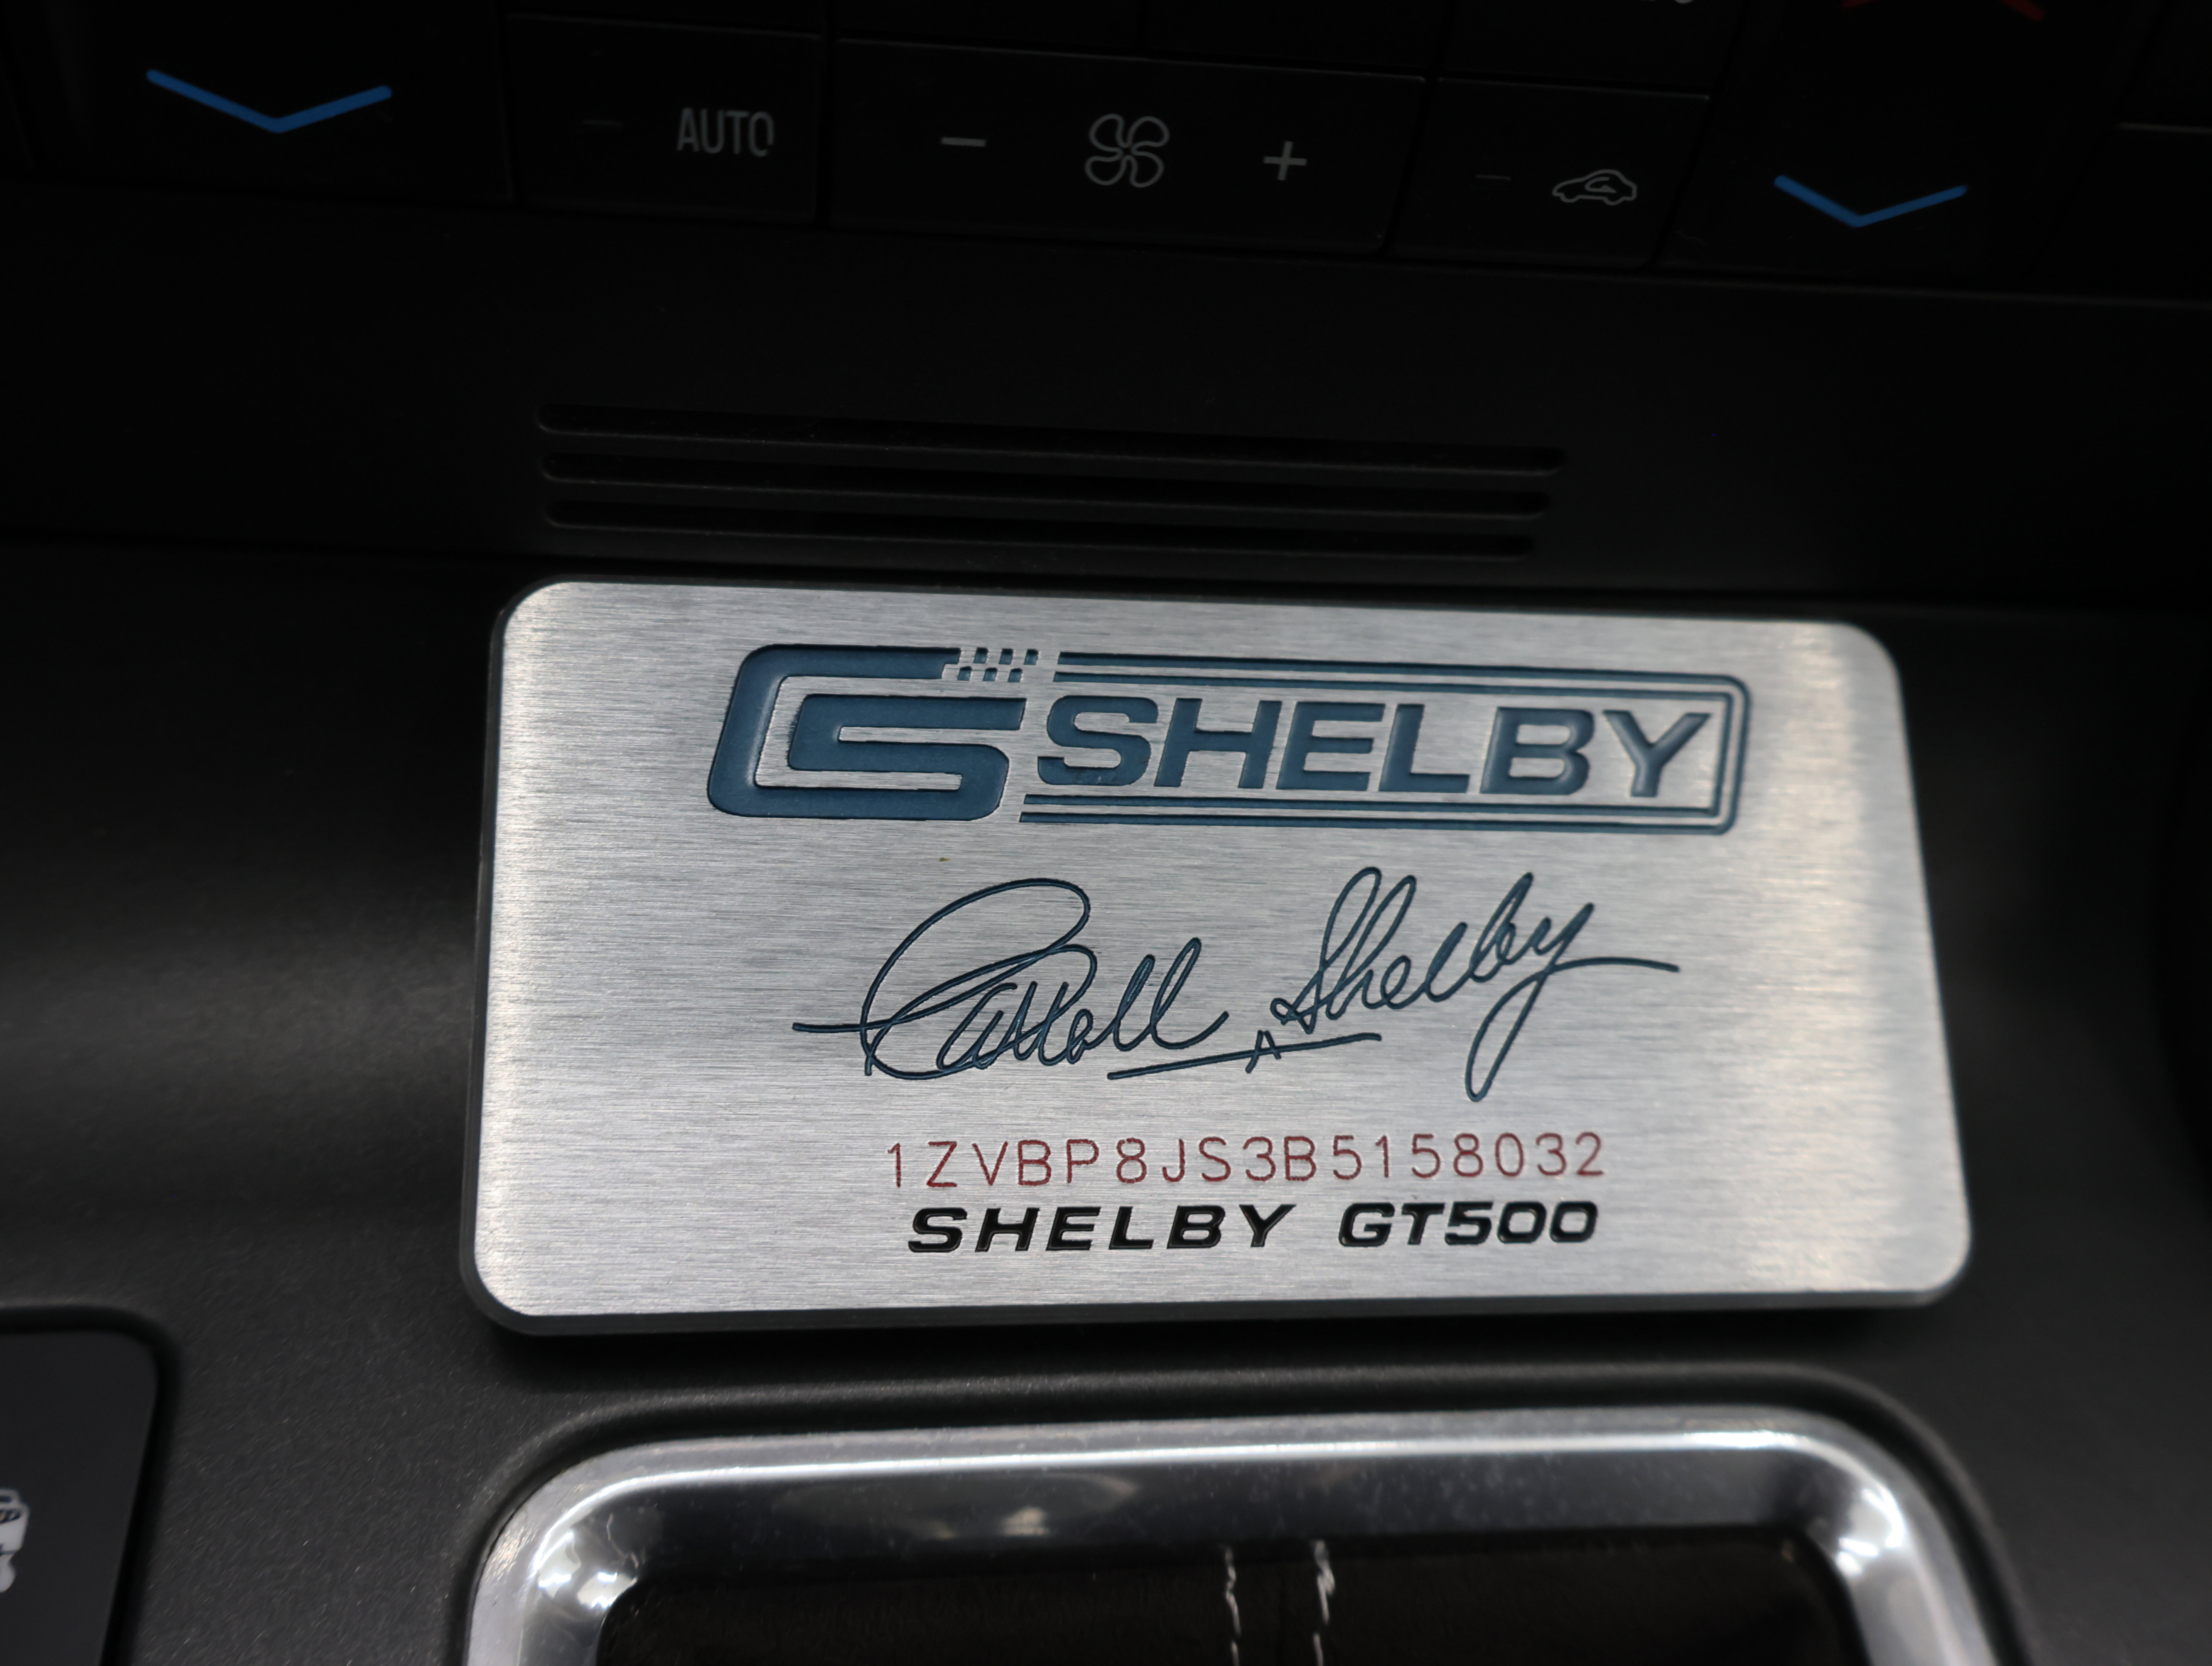 AUTO
- +
SHELBY
Carroll Shelby
1ZVBP8JS3B5158032
SHELBY GT500